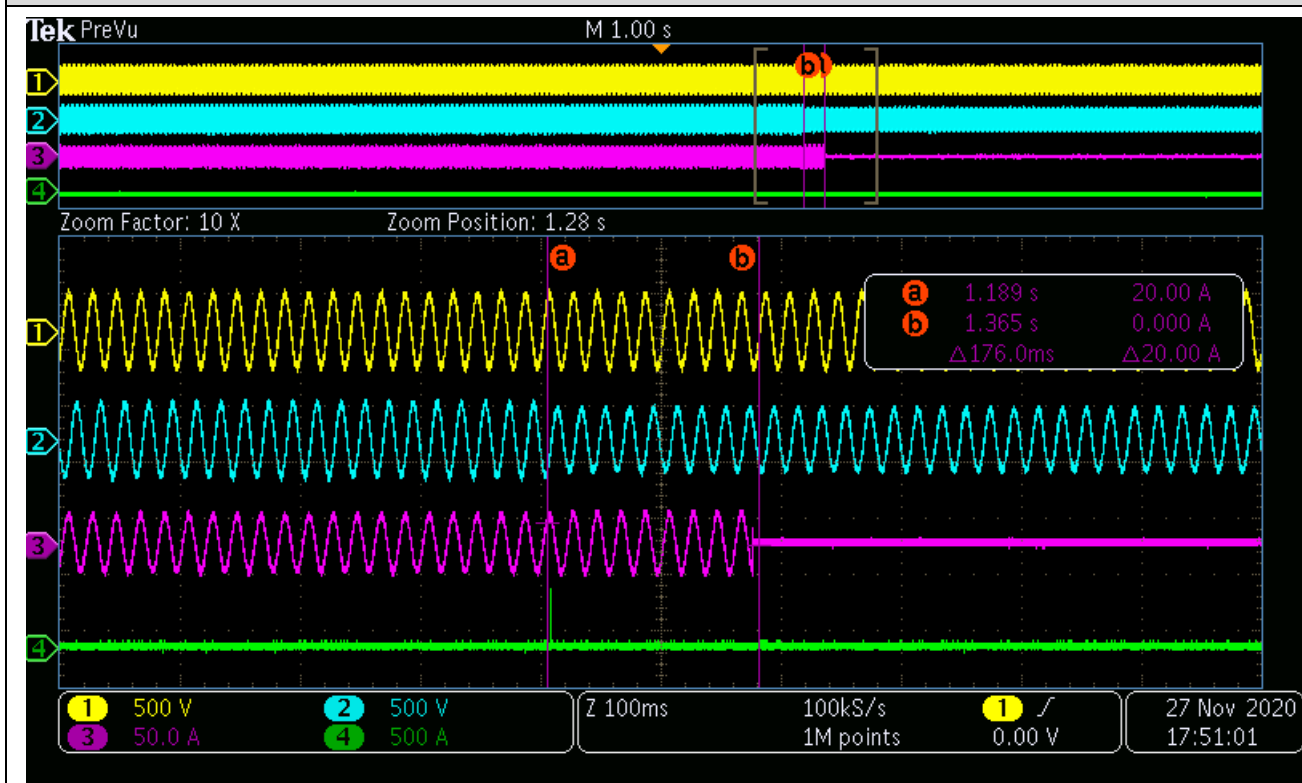 Tek PreVu M 1.00 s
b
1
2
3
4
Zoom Factor: 10 X Zoom Position: 1.28 s
a b
a 1.189 s 20.00 A
b 1.365 s 0.000 A
△176.0ms △20.00 A
1
2
3
4
1 500 V 2 500 V Z 100ms 100kS/s 1 27 Nov 2020
3 50.0 A 4 500 A 1M points 0.00 V 17:51:01